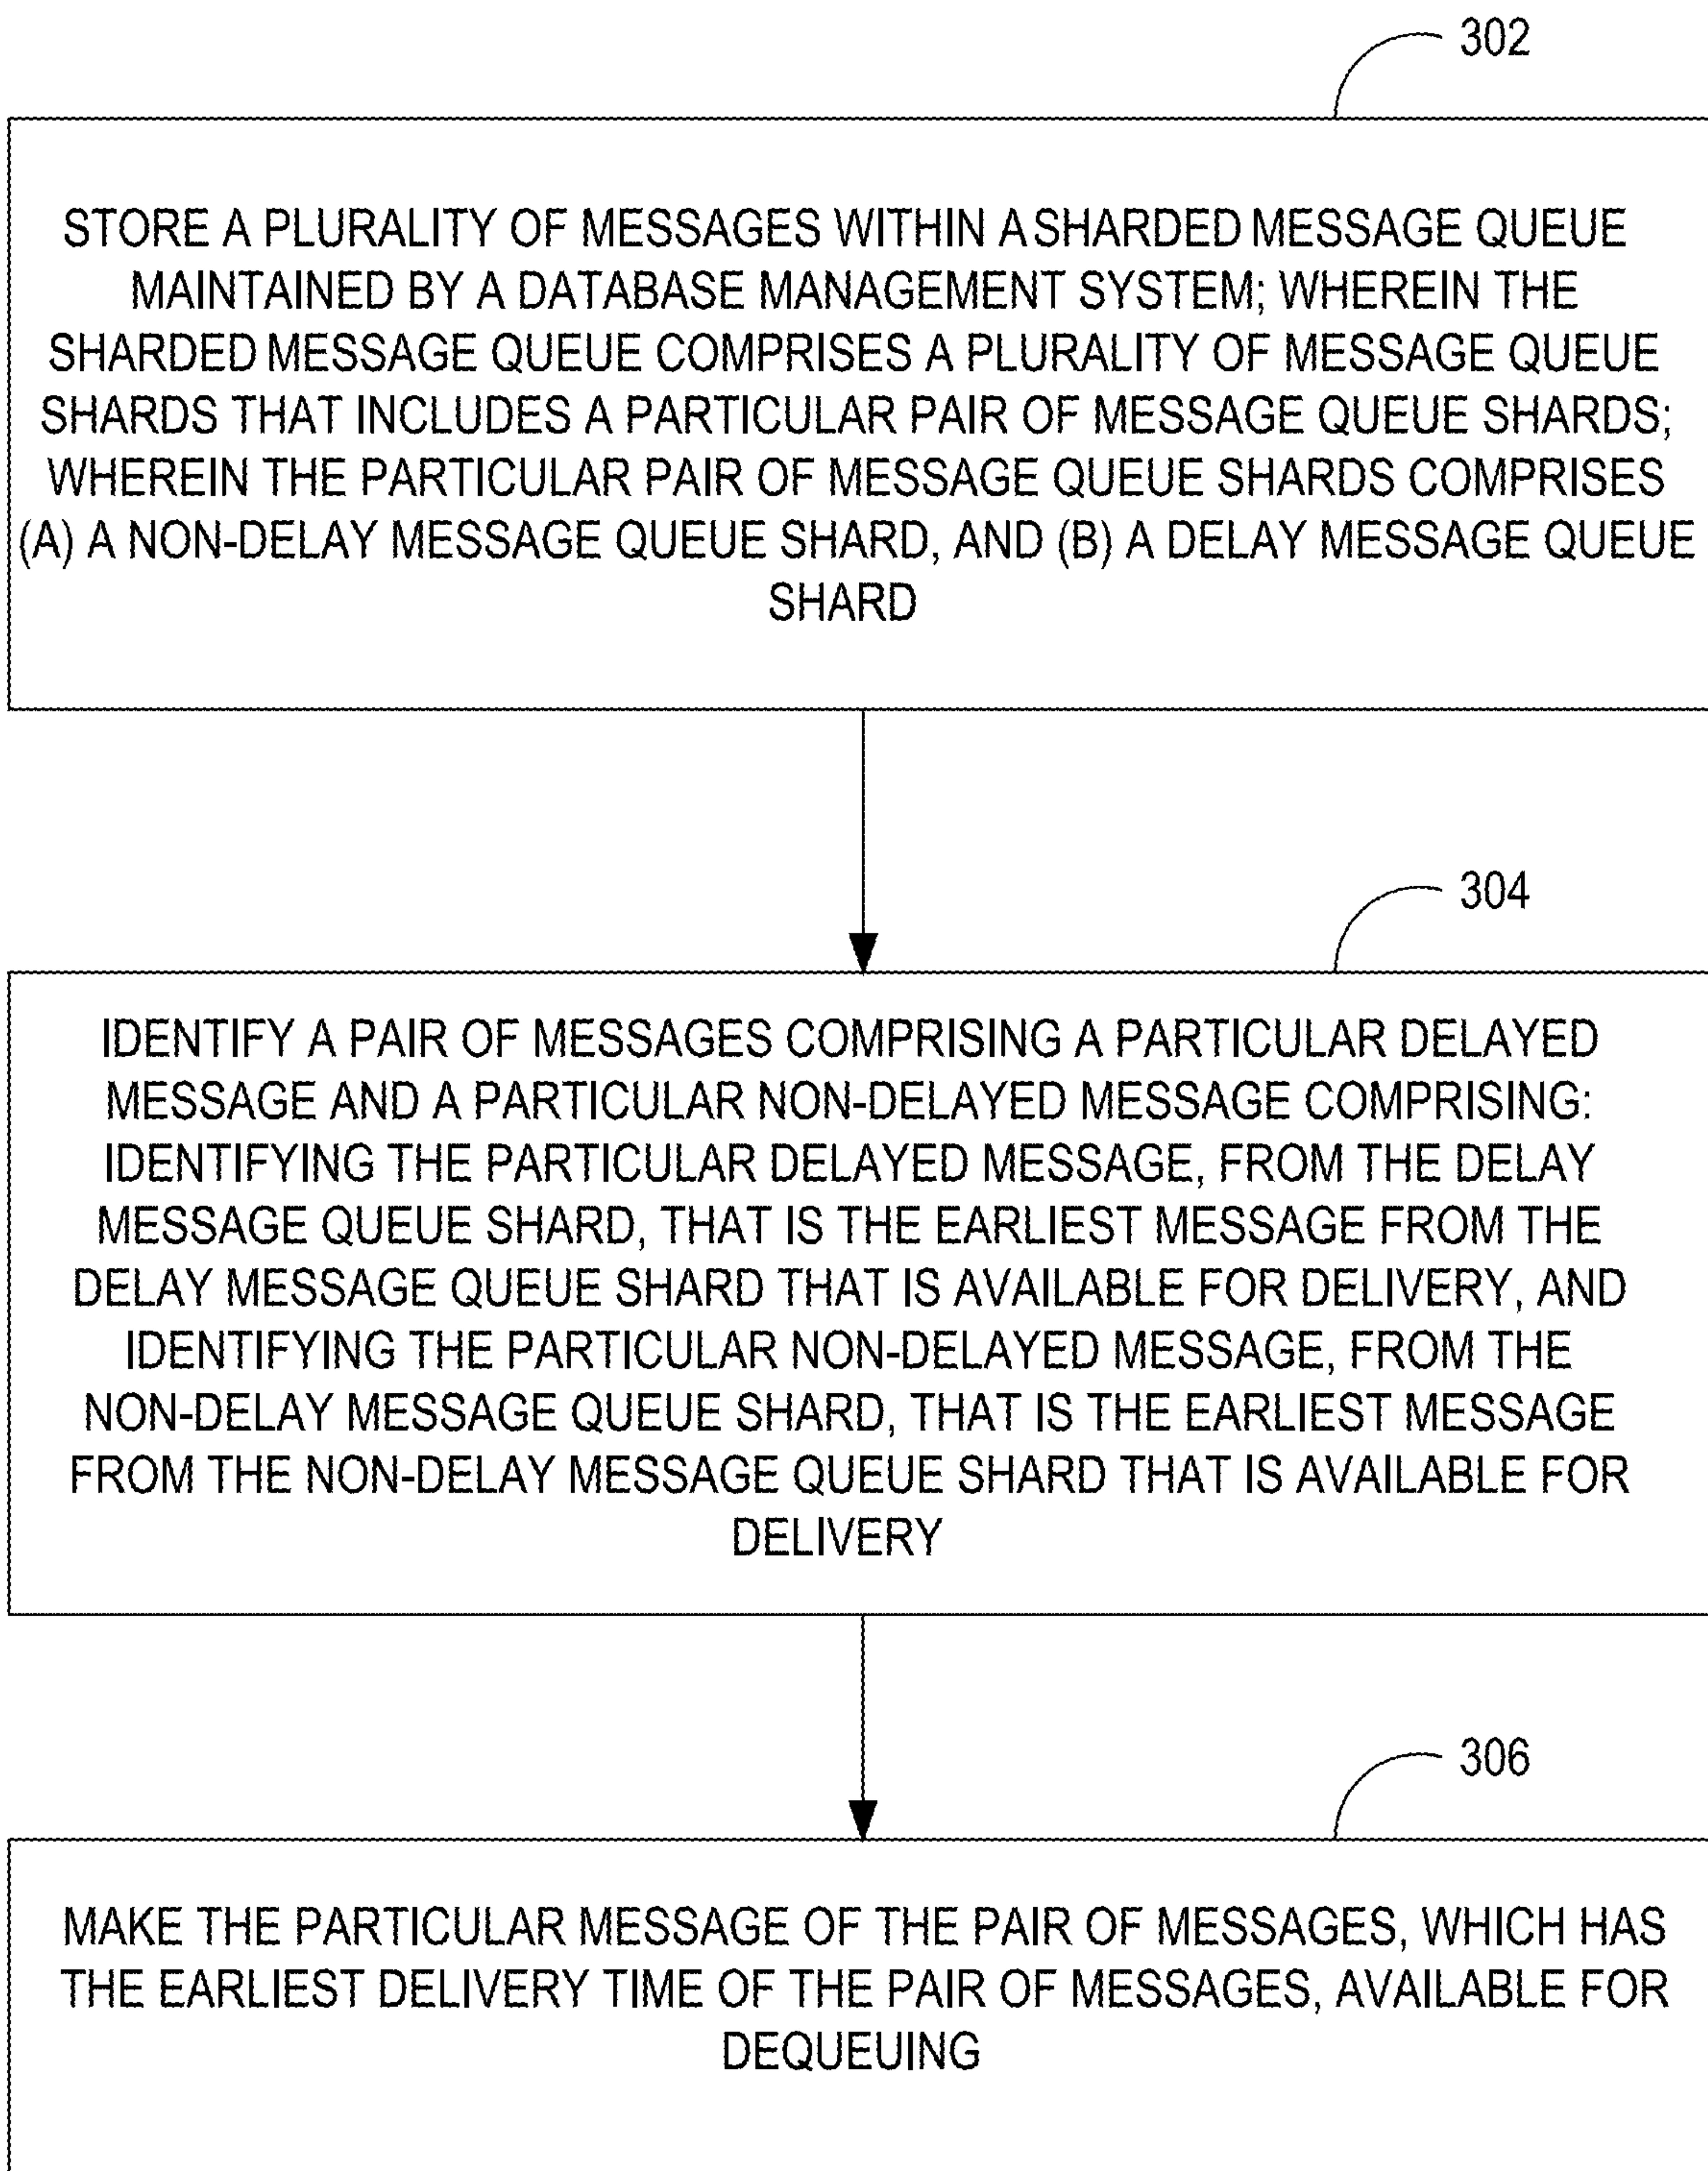 302
STORE A PLURALITY OF MESSAGES WITHIN A SHARDED MESSAGE QUEUE
MAINTAINED BY A DATABASE MANAGEMENT SYSTEM; WHEREIN THE
SHARDED MESSAGE QUEUE COMPRISES A PLURALITY OF MESSAGE QUEUE
SHARDS THAT INCLUDES A PARTICULAR PAIR OF MESSAGE QUEUE SHARDS;
WHEREIN THE PARTICULAR PAIR OF MESSAGE QUEUE SHARDS COMPRISES
(A) A NON-DELAY MESSAGE QUEUE SHARD, AND (B) A DELAY MESSAGE QUEUE
SHARD
304
IDENTIFY A PAIR OF MESSAGES COMPRISING A PARTICULAR DELAYED
MESSAGE AND A PARTICULAR NON-DELAYED MESSAGE COMPRISING:
IDENTIFYING THE PARTICULAR DELAYED MESSAGE, FROM THE DELAY
MESSAGE QUEUE SHARD, THAT IS THE EARLIEST MESSAGE FROM THE
DELAY MESSAGE QUEUE SHARD THAT IS AVAILABLE FOR DELIVERY, AND
IDENTIFYING THE PARTICULAR NON-DELAYED MESSAGE, FROM THE
NON-DELAY MESSAGE QUEUE SHARD, THAT IS THE EARLIEST MESSAGE
FROM THE NON-DELAY MESSAGE QUEUE SHARD THAT IS AVAILABLE FOR
DELIVERY
306
MAKE THE PARTICULAR MESSAGE OF THE PAIR OF MESSAGES, WHICH HAS
THE EARLIEST DELIVERY TIME OF THE PAIR OF MESSAGES, AVAILABLE FOR
DEQUEUING